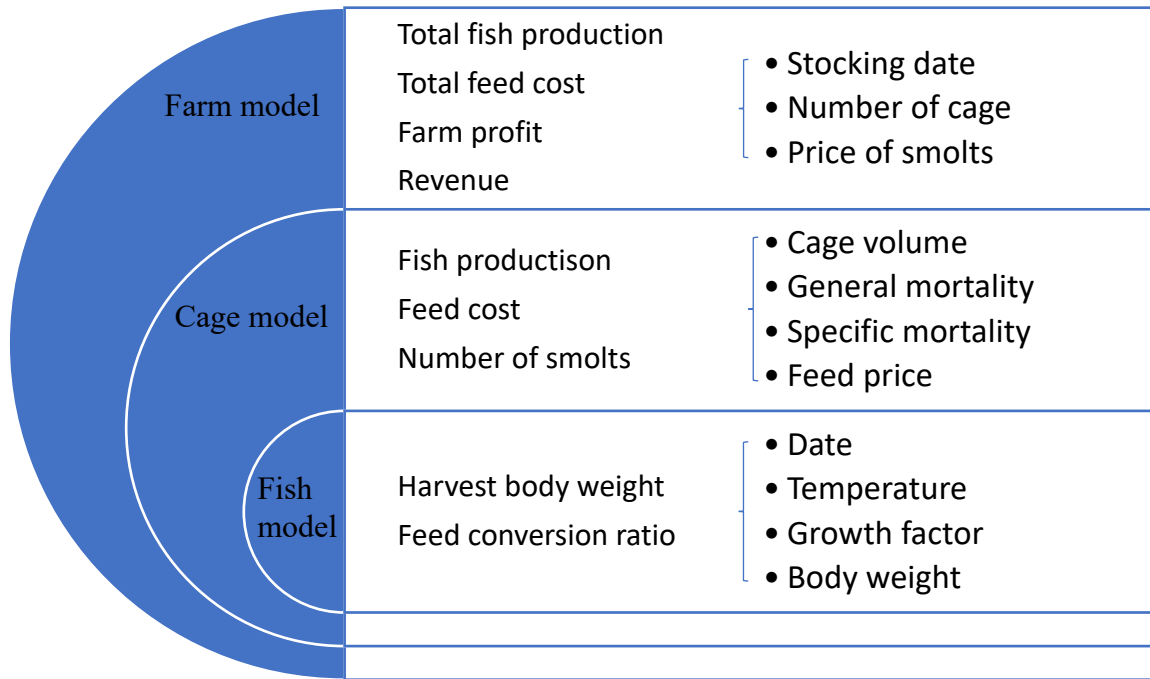 Farm model
Total fish production
Total feed cost
Farm profit
Revenue
• Stocking date
• Number of cage
• Price of smolts
Cage model
Fish productison
Feed cost
Number of smolts
• Cage volume
• General mortality
• Specific mortality
• Feed price
Fish
model
Harvest body weight
Feed conversion ratio
• Date
• Temperature
• Growth factor
• Body weight